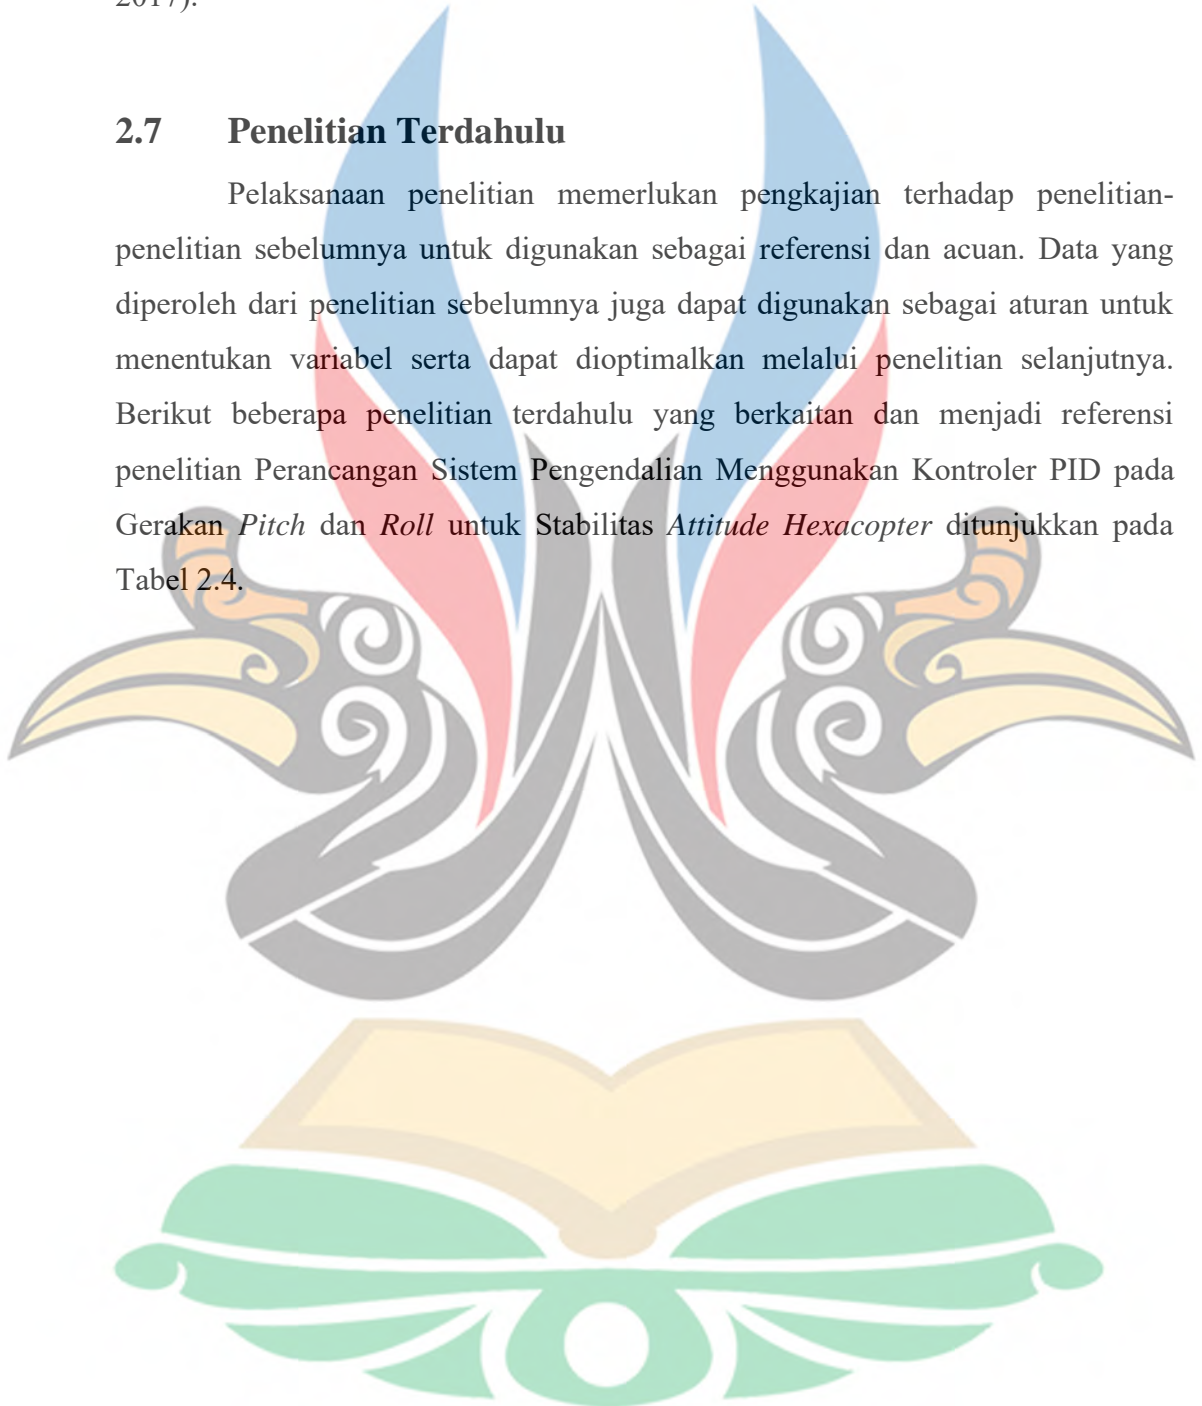 2017).
2.7 Penelitian Terdahulu
Pelaksanaan penelitian memerlukan pengkajian terhadap penelitian-
penelitian sebelumnya untuk digunakan sebagai referensi dan acuan. Data yang
diperoleh dari penelitian sebelumnya juga dapat digunakan sebagai aturan untuk
menentukan variabel serta dapat dioptimalkan melalui penelitian selanjutnya.
Berikut beberapa penelitian terdahulu yang berkaitan dan menjadi referensi
penelitian Perancangan Sistem Pengendalian Menggunakan Kontroler PID pada
Gerakan Pitch dan Roll untuk Stabilitas Attitude Hexacopter ditunjukkan pada
Tabel 2.4.